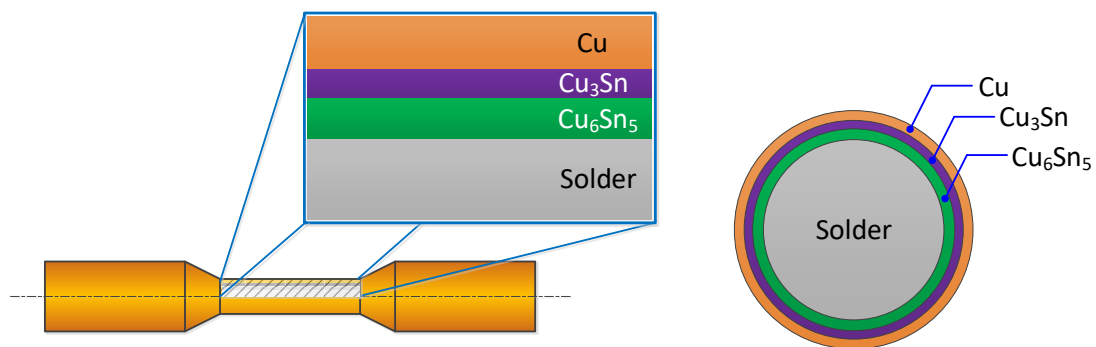 Cu
Cu₃Sn
Cu₆Sn₅
Solder
Cu
Cu₃Sn
Cu₆Sn₅
Solder